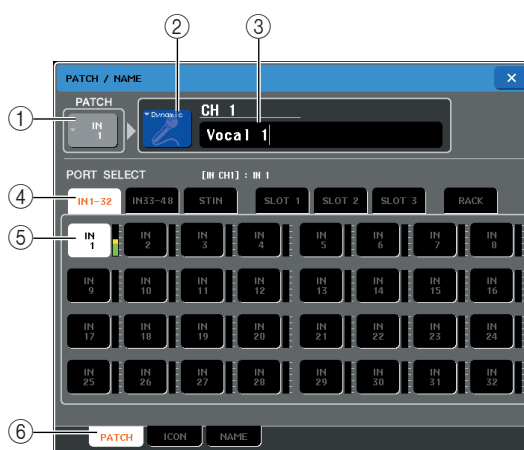 ② ③
PATCH / NAME ×
① PATCH IN 1
Dynamic CH 1
Vocal 1
PORT SELECT [IN CH1] : IN 1
④ IN1-32 IN33-48 STIN SLOT 1 SLOT 2 SLOT 3 RACK
⑤ IN 1 IN 2 IN 3 IN 4 IN 5 IN 6 IN 7 IN 8
IN 9 IN 10 IN 11 IN 12 IN 13 IN 14 IN 15 IN 16
IN 17 IN 18 IN 19 IN 20 IN 21 IN 22 IN 23 IN 24
IN 25 IN 26 IN 27 IN 28 IN 29 IN 30 IN 31 IN 32
⑥ PATCH ICON NAME